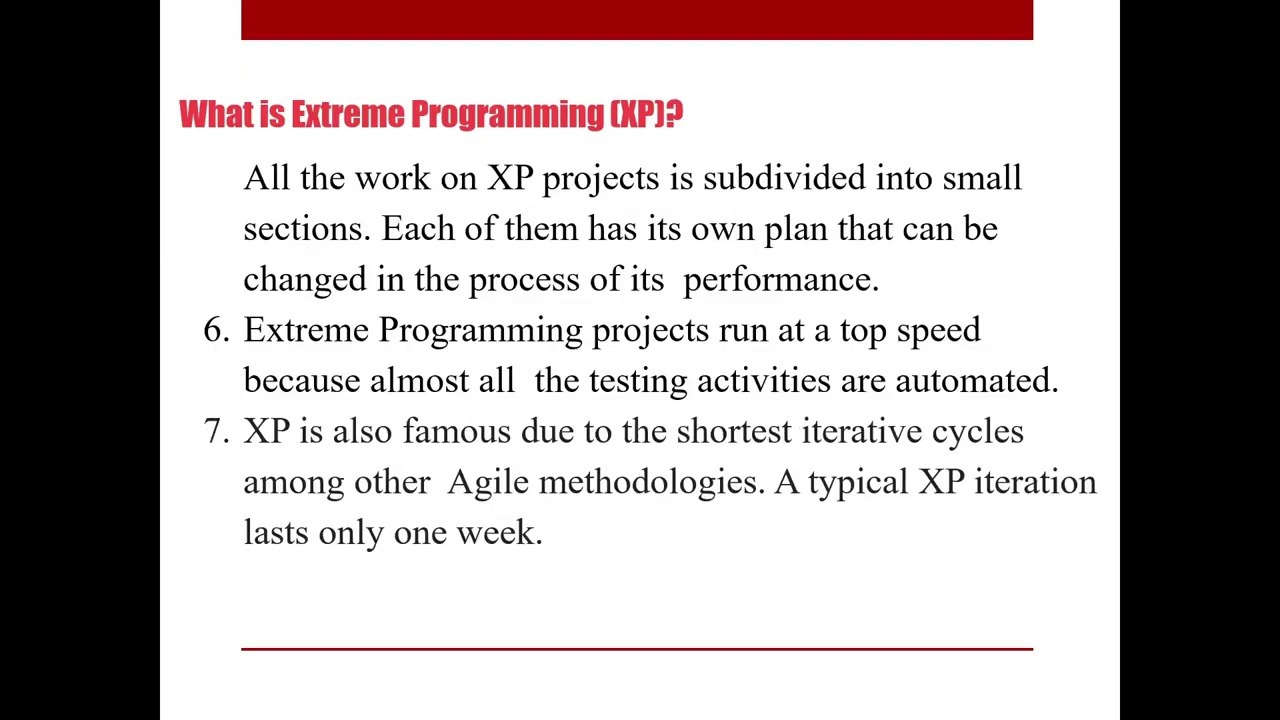 What is Extreme Programming (XP)?
All the work on XP projects is subdivided into small
sections. Each of them has its own plan that can be
changed in the process of its performance.
6. Extreme Programming projects run at a top speed
because almost all the testing activities are automated.
7. XP is also famous due to the shortest iterative cycles
among other Agile methodologies. A typical XP iteration
lasts only one week.